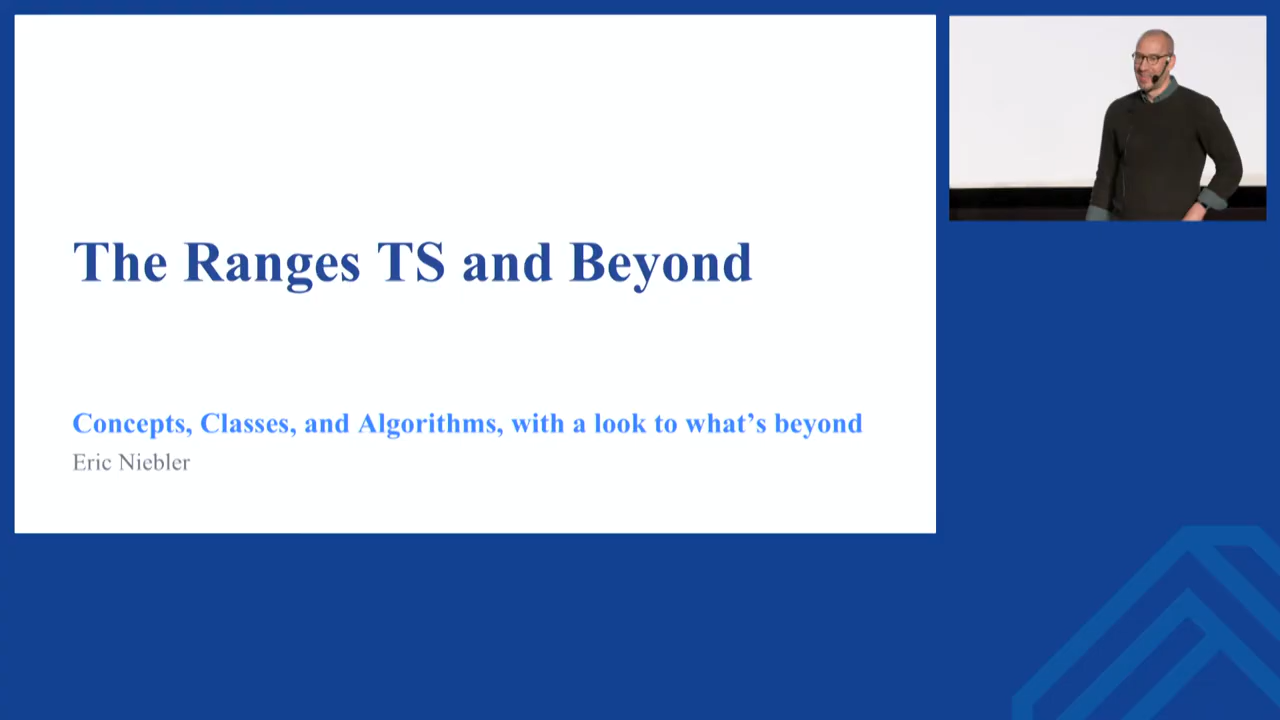 The Ranges TS and Beyond
Concepts, Classes, and Algorithms, with a look to what’s beyond
Eric Niebler